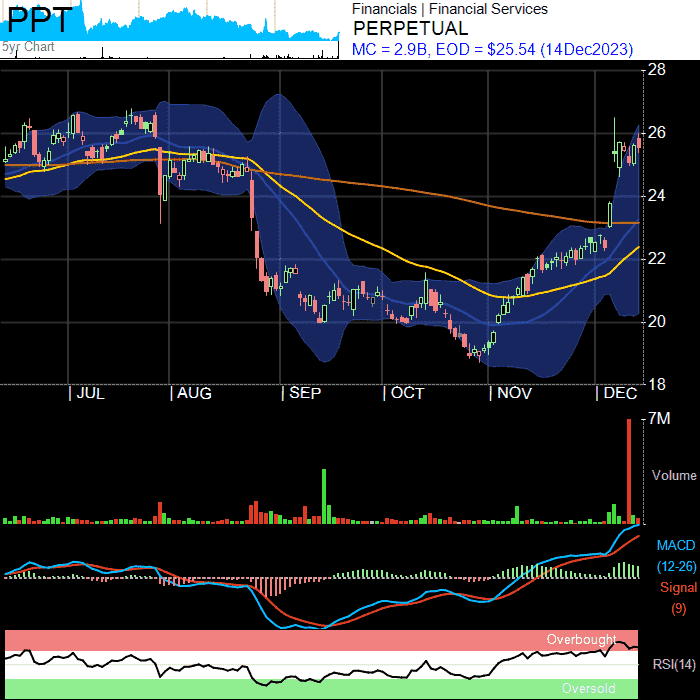 PPT
5yr Chart
Financials | Financial Services
PERPETUAL
MC = 2.9B, EOD = $25.54 (14Dec2023)
28
26
24
22
20
18
JUL
AUG
SEP
OCT
NOV
DEC
7M
Volume
MACD
(12-26)
Signal
(9)
Overbought
RSI(14)
Oversold